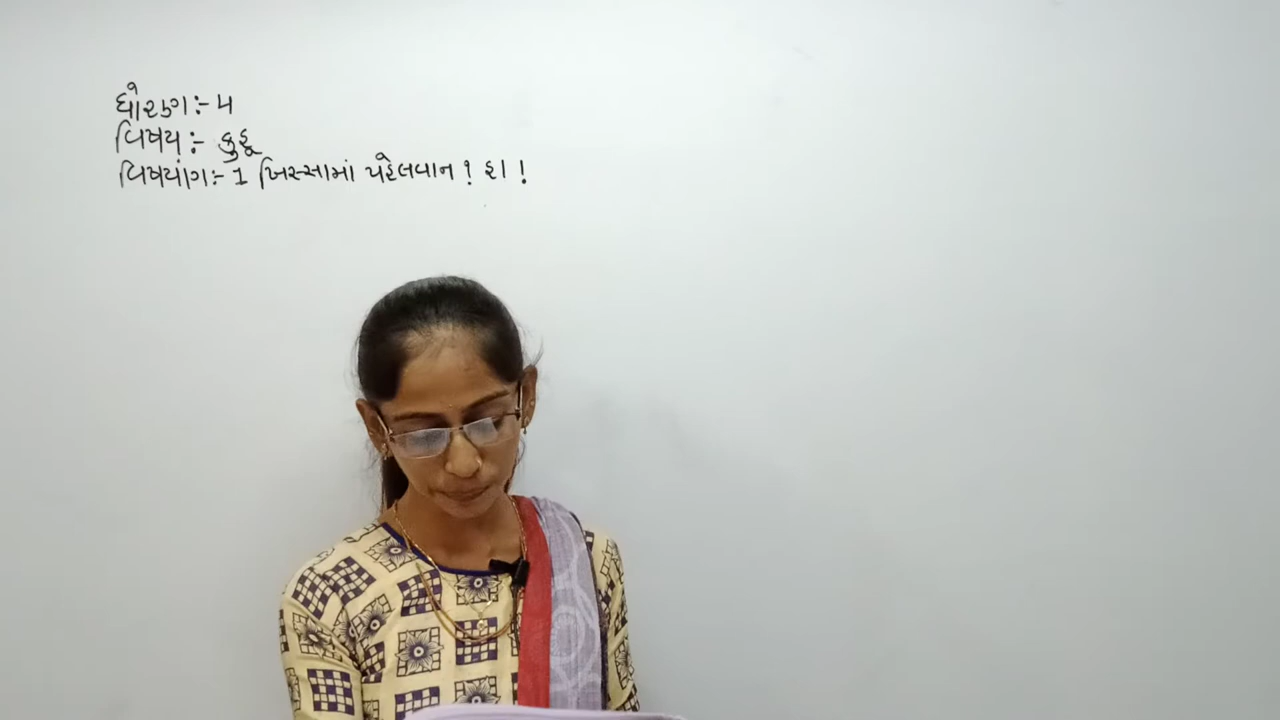 ધોરણ:- ૫
વિષય:- કુહૂ
વિષયાંગ:- 1 ખિસ્સામાં પહેલવાન ? હા !